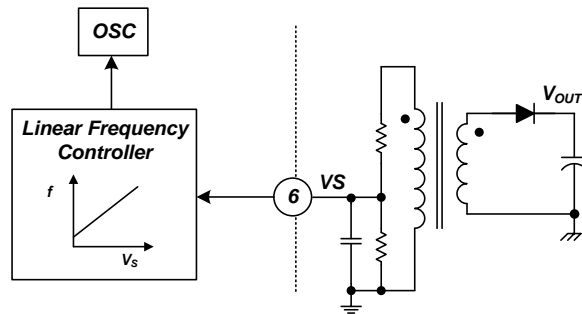 OSC
Linear Frequency
Controller
f
VS
6
VS
VOUT